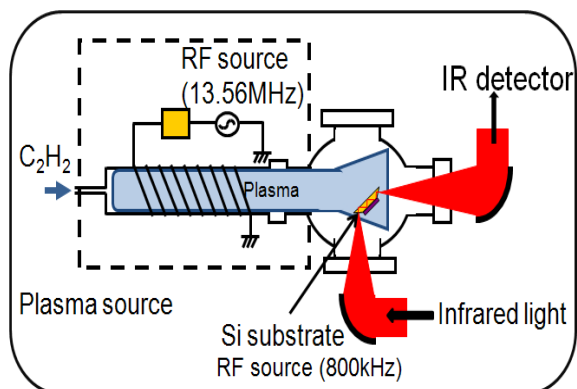 RF source
(13.56MHz)
IR detector
C₂H₂
Plasma
Plasma source
Si substrate
RF source (800kHz)
Infrared light